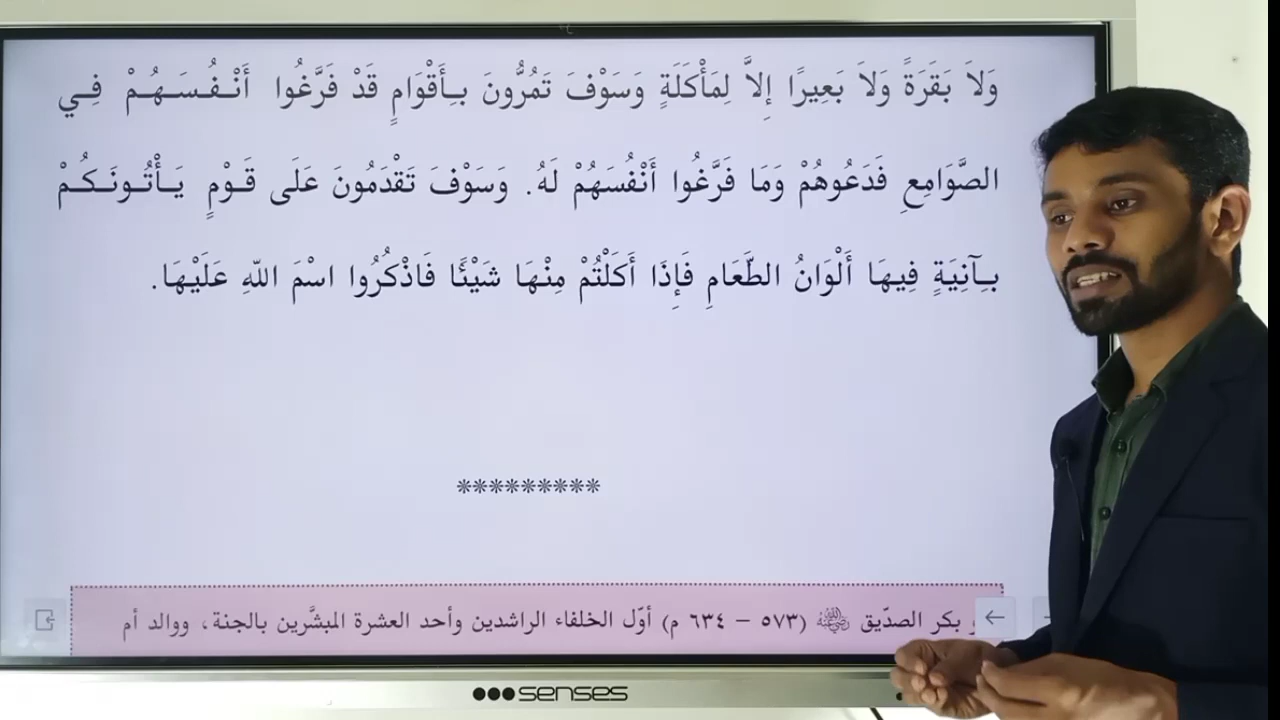 وَلاَ بَقَرَةً وَلاَ بَعِيرًا إِلاَّ لِمَأْكَلَةٍ وَسَوْفَ تَمُرُّونَ بِأَقْوَامٍ قَدْ فَرَّغُوا أَنْفُسَهُمْ فِي
الصَّوَامِعِ فَدَعُوهُمْ وَمَا فَرَّغُوا أَنْفُسَهُمْ لَهُ. وَسَوْفَ تَقْدَمُونَ عَلَى قَوْمٍ يَأْتُونَكُمْ
بِآنِيَةٍ فِيهَا أَلْوَانُ الطَّعَامِ فَإِذَا أَكَلْتُمْ مِنْهَا شَيْئًا فَاذْكُرُوا اسْمَ اللهِ عَلَيْهَا.
*********
بكر الصدّيق ﵁ (٥٧٣ - ٦٣٤ م) أوّل الخلفاء الراشدين وأحد العشرة المبشَّرين بالجنة، ووالد أم
senses